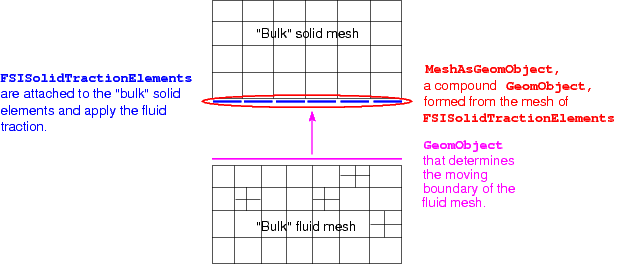 "Bulk" solid mesh
FSISolidTractionElements
are attached to the "bulk" solid
elements and apply the fluid
traction.
MeshAsGeomObject,
a compound GeomObject,
formed from the mesh of
FSISolidTractionElements
GeomObject
that determines
the moving
boundary of the
fluid mesh.
"Bulk" fluid mesh